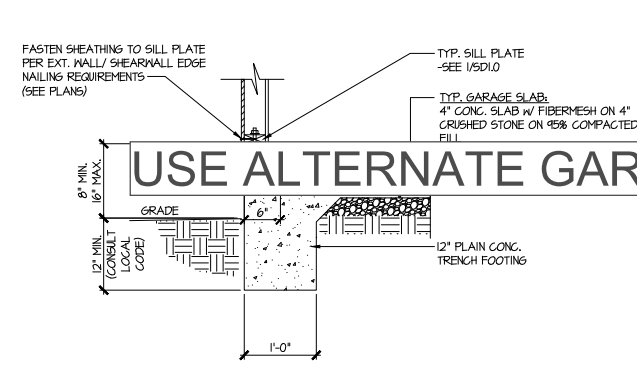 FASTEN SHEATHING TO SILL PLATE
PER EXT. WALL/ SHEARWALL EDGE
NAILING REQUIREMENTS
(SEE PLANS)
TYP. SILL PLATE
-SEE 1/SD1.0
TYP. GARAGE SLAB:
4" CONC. SLAB W/ FIBERMESH ON 4"
CRUSHED STONE ON 95% COMPACTED
FILL
USE ALTERNATE GAR
8" MIN.
16" MAX.
GRADE
6"
12" MIN.
(CONSULT
LOCAL
CODE)
12" PLAIN CONC.
TRENCH FOOTING
1'-0"